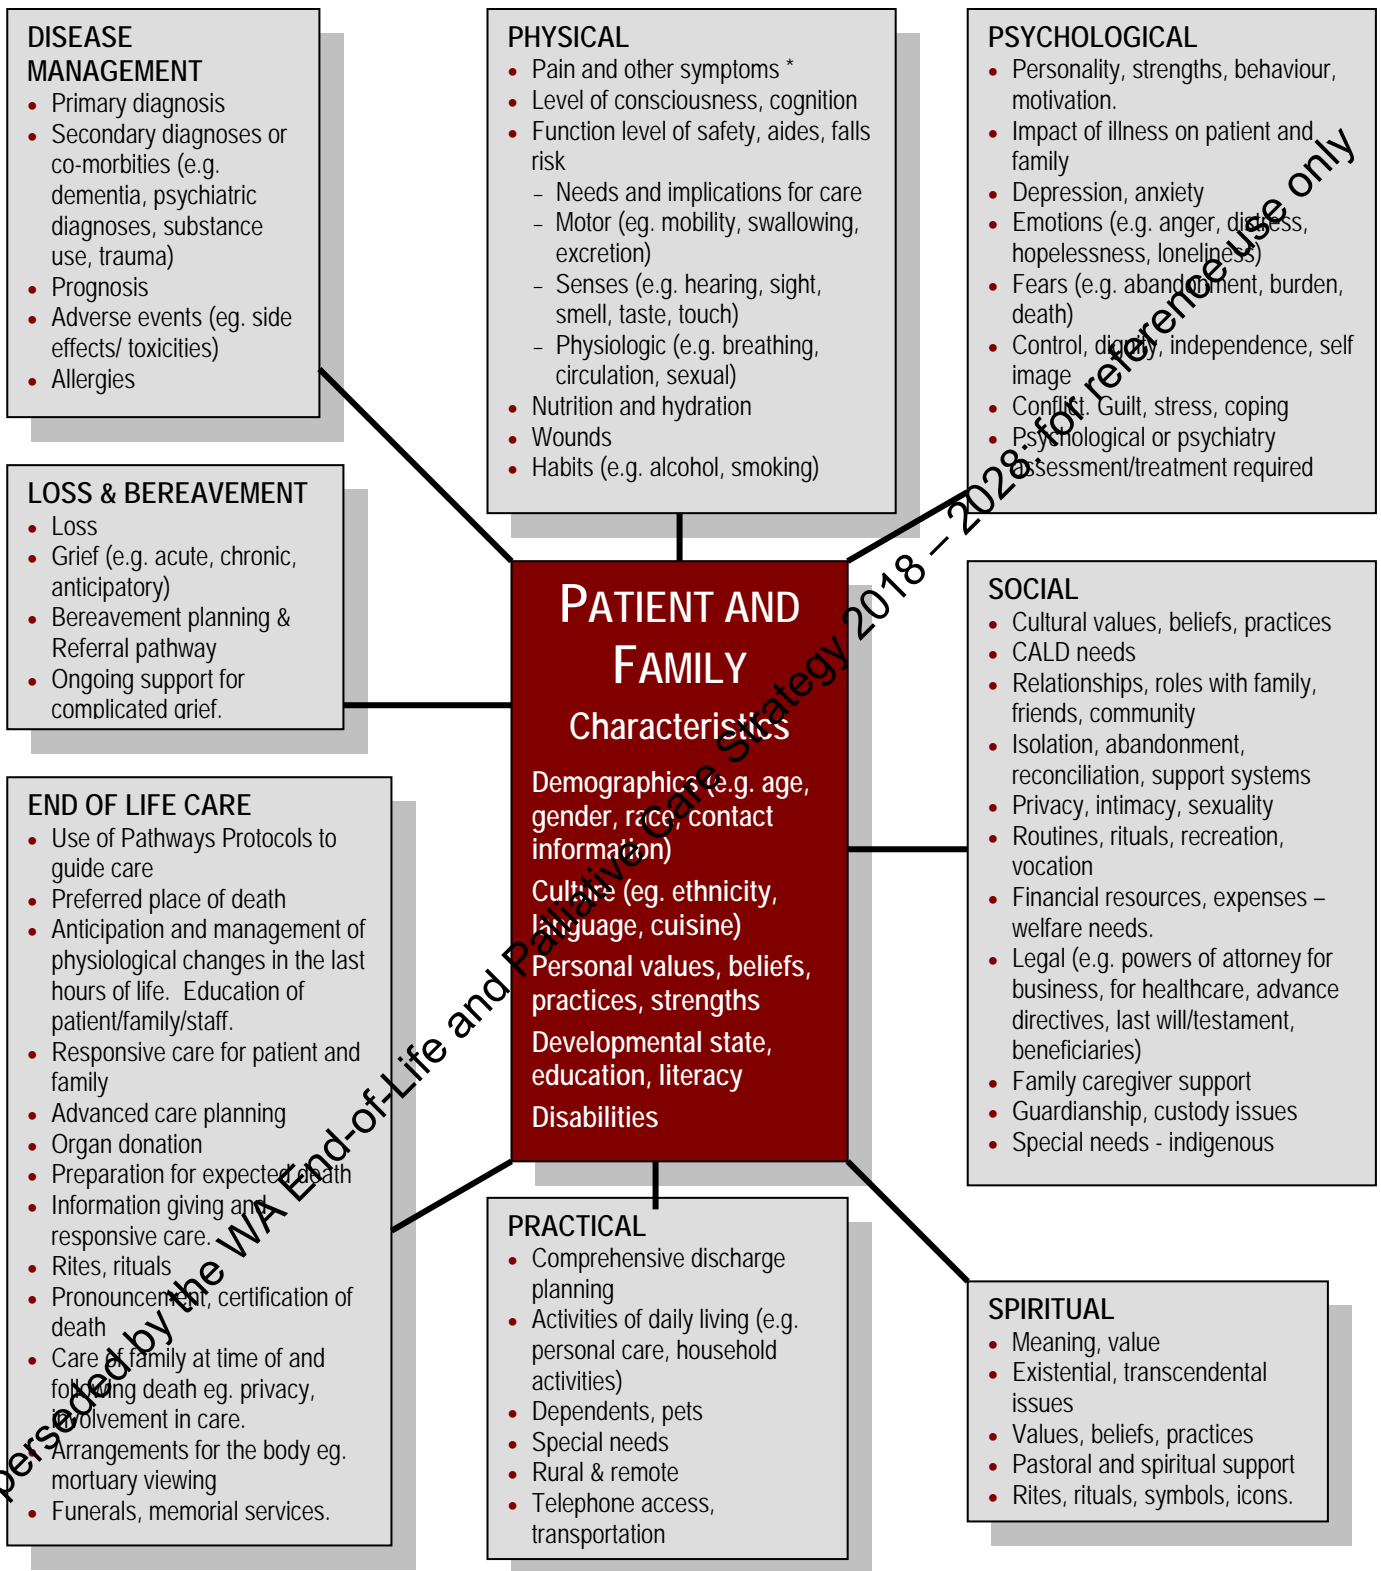 DISEASE
MANAGEMENT
• Primary diagnosis
• Secondary diagnoses or
co-morbities (e.g.
dementia, psychiatric
diagnoses, substance
use, trauma)
• Prognosis
• Adverse events (eg. side
effects/ toxicities)
• Allergies
PHYSICAL
• Pain and other symptoms *
• Level of consciousness, cognition
• Function level of safety, aides, falls
risk
− Needs and implications for care
− Motor (eg. mobility, swallowing,
excretion)
− Senses (e.g. hearing, sight,
smell, taste, touch)
− Physiologic (e.g. breathing,
circulation, sexual)
• Nutrition and hydration
• Wounds
• Habits (e.g. alcohol, smoking)
PSYCHOLOGICAL
• Personality, strengths, behaviour,
motivation.
• Impact of illness on patient and
family
• Depression, anxiety
• Emotions (e.g. anger, distress,
hopelessness, loneliness)
• Fears (e.g. abandonment, burden,
death)
• Control, dignity, independence, self
image
• Conflict. Guilt, stress, coping
• Psychological or psychiatry
assessment/treatment required
LOSS & BEREAVEMENT
• Loss
• Grief (e.g. acute, chronic,
anticipatory)
• Bereavement planning &
Referral pathway
• Ongoing support for
complicated grief.
PATIENT AND
FAMILY
Characteristics
Demographics (e.g. age,
gender, race, contact
information)
Culture (eg. ethnicity,
language, cuisine)
Personal values, beliefs,
practices, strengths
Developmental state,
education, literacy
Disabilities
SOCIAL
• Cultural values, beliefs, practices
• CALD needs
• Relationships, roles with family,
friends, community
• Isolation, abandonment,
reconciliation, support systems
• Privacy, intimacy, sexuality
• Routines, rituals, recreation,
vocation
• Financial resources, expenses –
welfare needs.
• Legal (e.g. powers of attorney for
business, for healthcare, advance
directives, last will/testament,
beneficiaries)
• Family caregiver support
• Guardianship, custody issues
• Special needs - indigenous
END OF LIFE CARE
• Use of Pathways Protocols to
guide care
• Preferred place of death
• Anticipation and management of
physiological changes in the last
hours of life. Education of
patient/family/staff.
• Responsive care for patient and
family
• Advanced care planning
• Organ donation
• Preparation for expected death
• Information giving and
responsive care.
• Rites, rituals
• Pronouncement, certification of
death
• Care of family at time of and
following death eg. privacy,
involvement in care.
• Arrangements for the body eg.
mortuary viewing
• Funerals, memorial services.
PRACTICAL
• Comprehensive discharge
planning
• Activities of daily living (e.g.
personal care, household
activities)
• Dependents, pets
• Special needs
• Rural & remote
• Telephone access,
transportation
SPIRITUAL
• Meaning, value
• Existential, transcendental
issues
• Values, beliefs, practices
• Pastoral and spiritual support
• Rites, rituals, symbols, icons.
perseded by the WA End-of-Life and Palliative Care Strategy 2018 – 2028: for reference use only